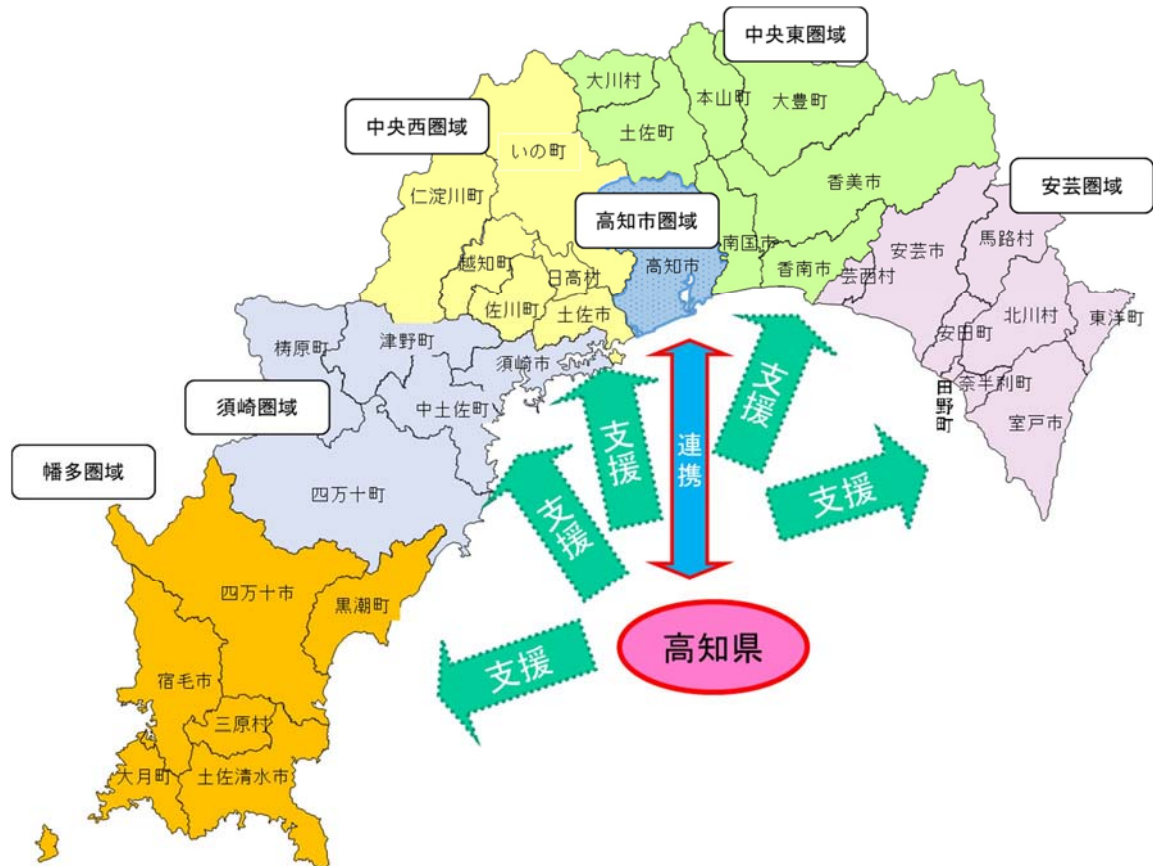 中央東圏域
大川村
本山町
大豊町
中央西圏域
土佐町
いの町
香美市
安芸圏域
仁淀川町
高知市圏域
南国市
安芸市
馬路村
越知町
日高村
高知市
香南市
芸西村
佐川町
土佐市
北川村
東洋町
梼原町
津野町
須崎市
安田町
奈半利町
田野町
室戸市
中土佐町
須崎圏域
幡多圏域
四万十町
支援
支援
支援
支援
支援
連携
四万十市
黒潮町
高知県
宿毛市
三原村
大月町
土佐清水市